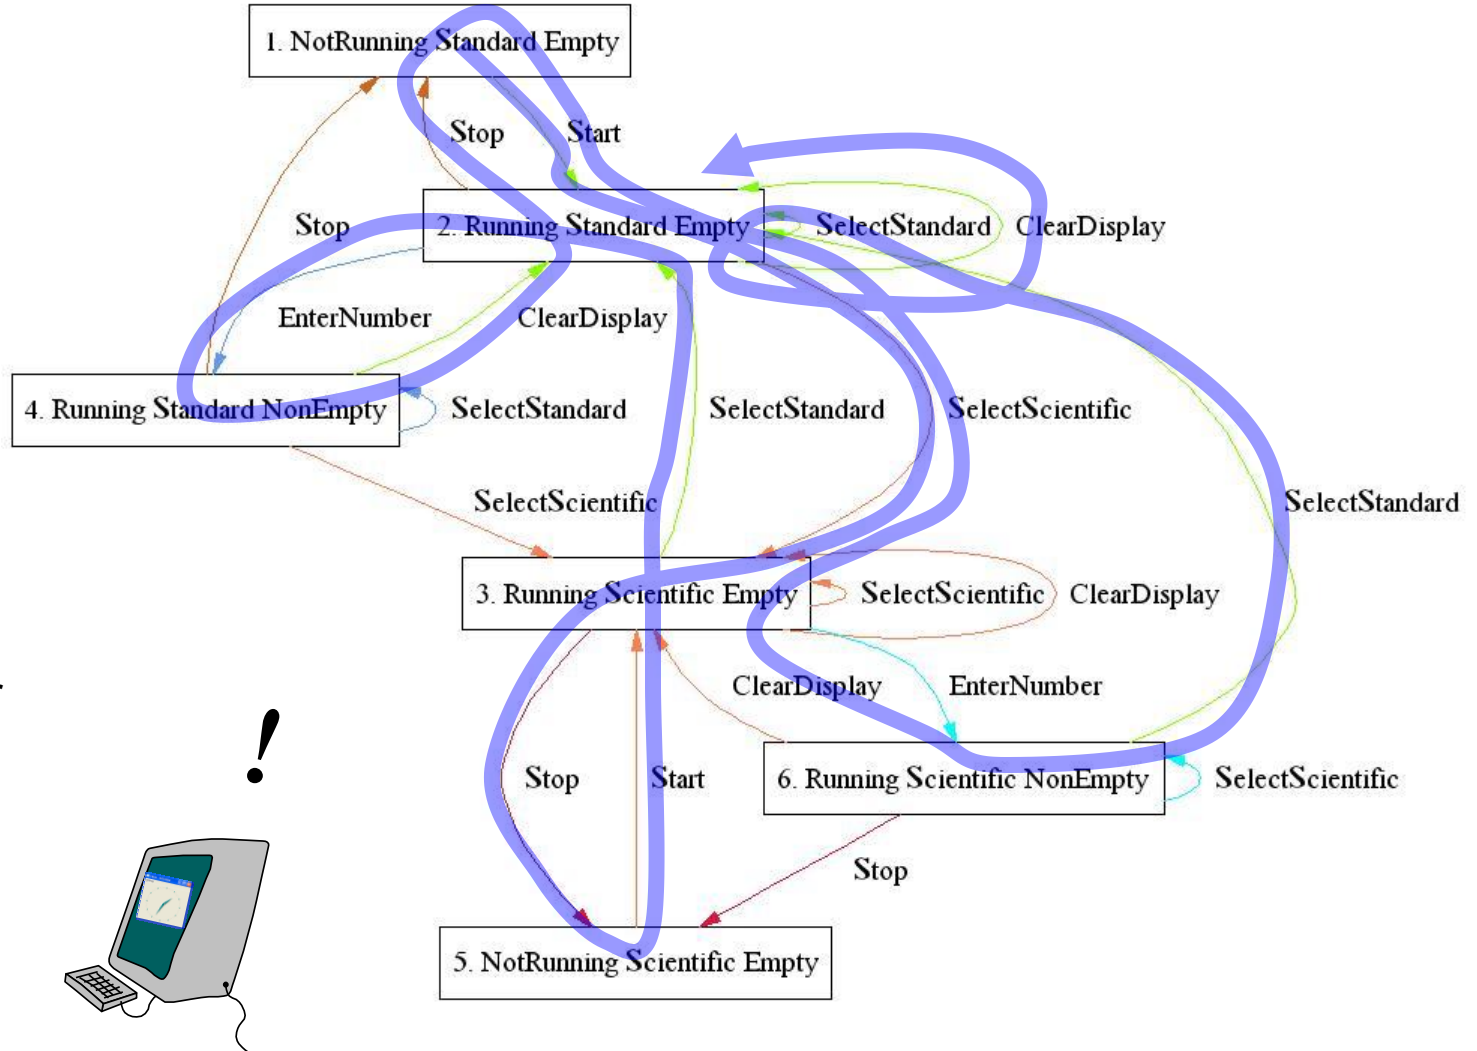 1. NotRunning Standard Empty
Stop
Start
2. Running Standard Empty
SelectStandard
ClearDisplay
Stop
EnterNumber
ClearDisplay
4. Running Standard NonEmpty
SelectStandard
SelectStandard
SelectScientific
SelectScientific
SelectStandard
3. Running Scientific Empty
SelectScientific
ClearDisplay
ClearDisplay
EnterNumber
!
Stop
Start
6. Running Scientific NonEmpty
SelectScientific
Stop
5. NotRunning Scientific Empty